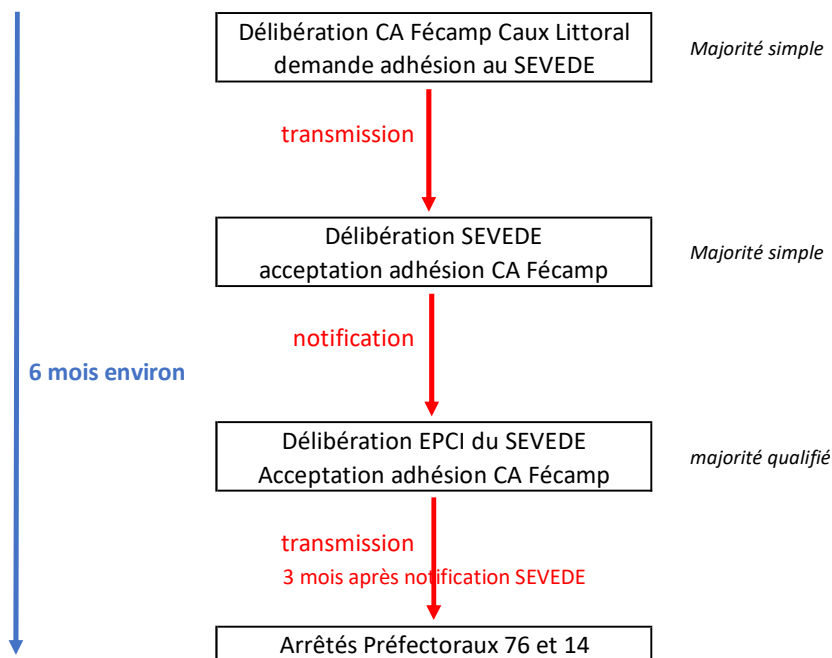 Délibération CA Fécamp Caux Littoral
demande adhésion au SEVEDE
Majorité simple
transmission
Délibération SEVEDE
acceptation adhésion CA Fécamp
Majorité simple
notification
6 mois environ
Délibération EPCI du SEVEDE
Acceptation adhésion CA Fécamp
majorité qualifié
transmission
3 mois après notification SEVEDE
Arrêtés Préfectoraux 76 et 14